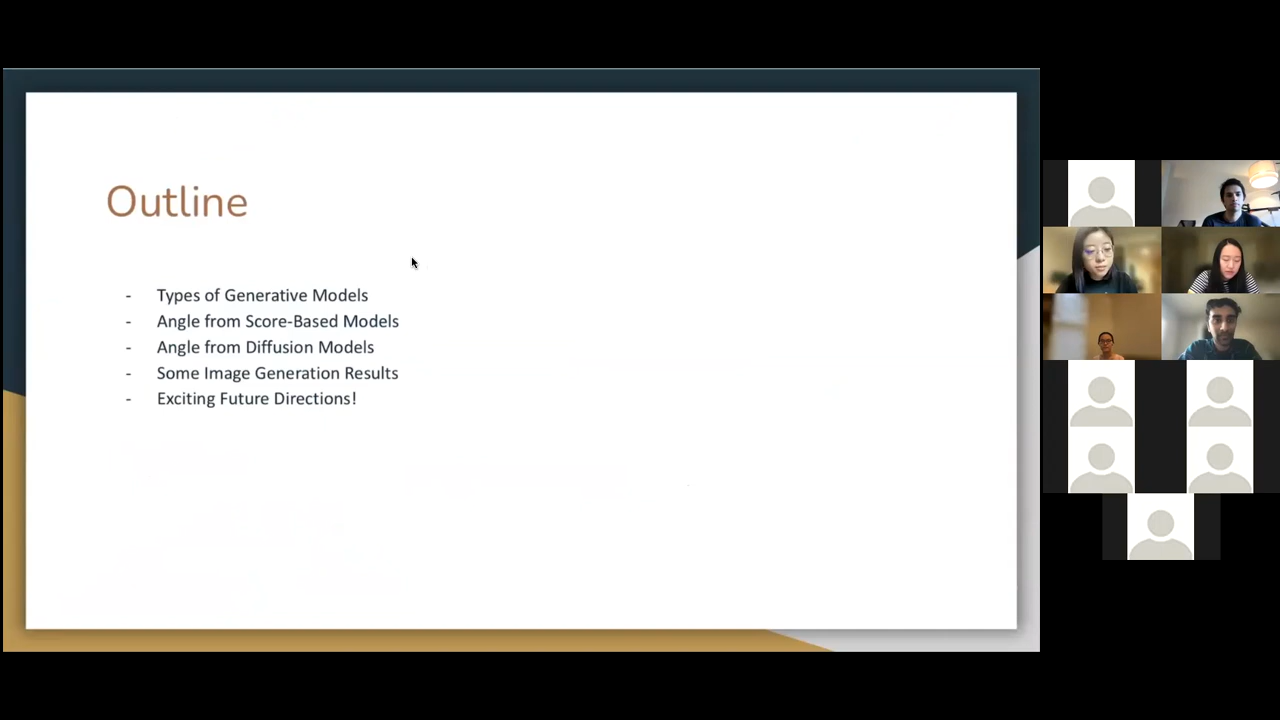 Outline
- Types of Generative Models
- Angle from Score-Based Models
- Angle from Diffusion Models
- Some Image Generation Results
- Exciting Future Directions!